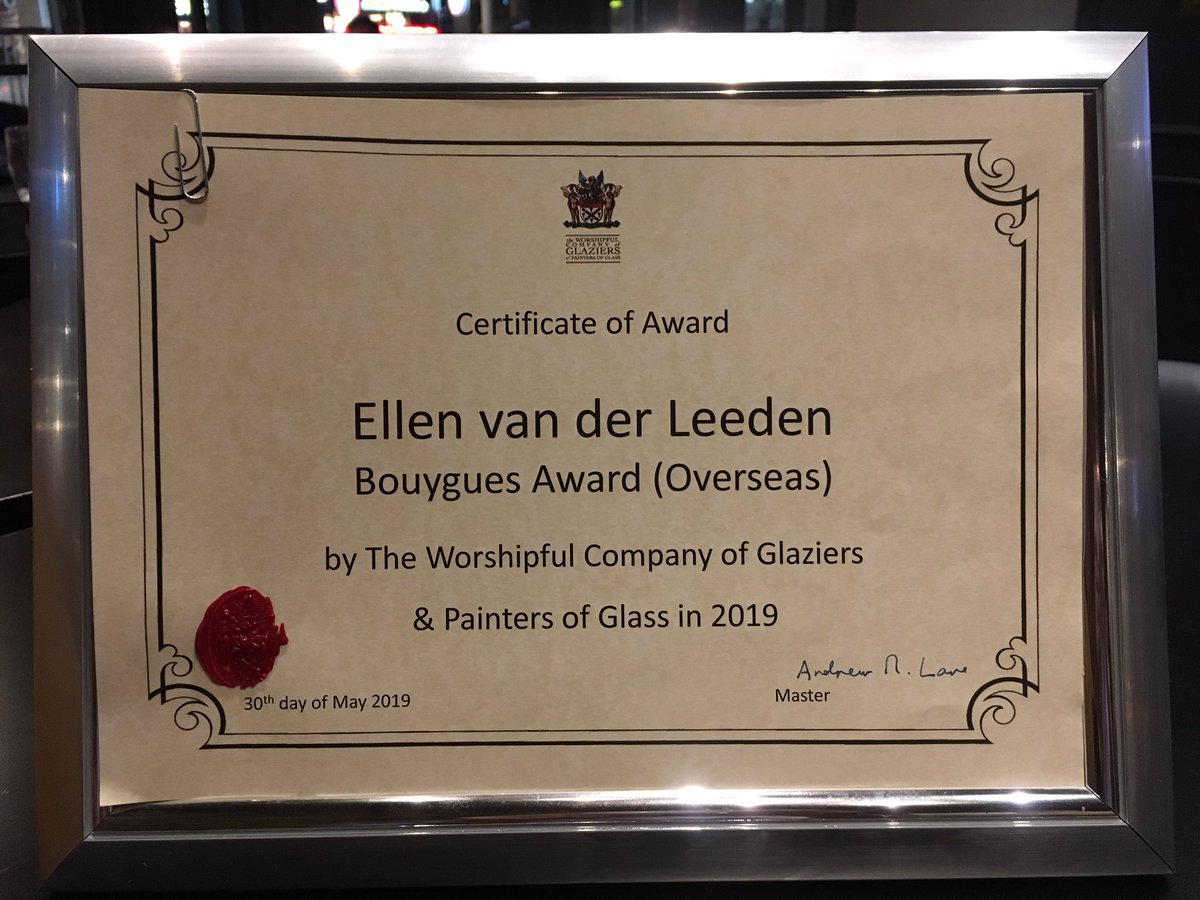 the WORSHIPFUL
COMPANY of
GLAZIERS
& PAINTERS OF GLASS
Certificate of Award
Ellen van der Leeden
Bouygues Award (Overseas)
by The Worshipful Company of Glaziers
& Painters of Glass in 2019
Andrew R. Lane
30th day of May 2019
Master